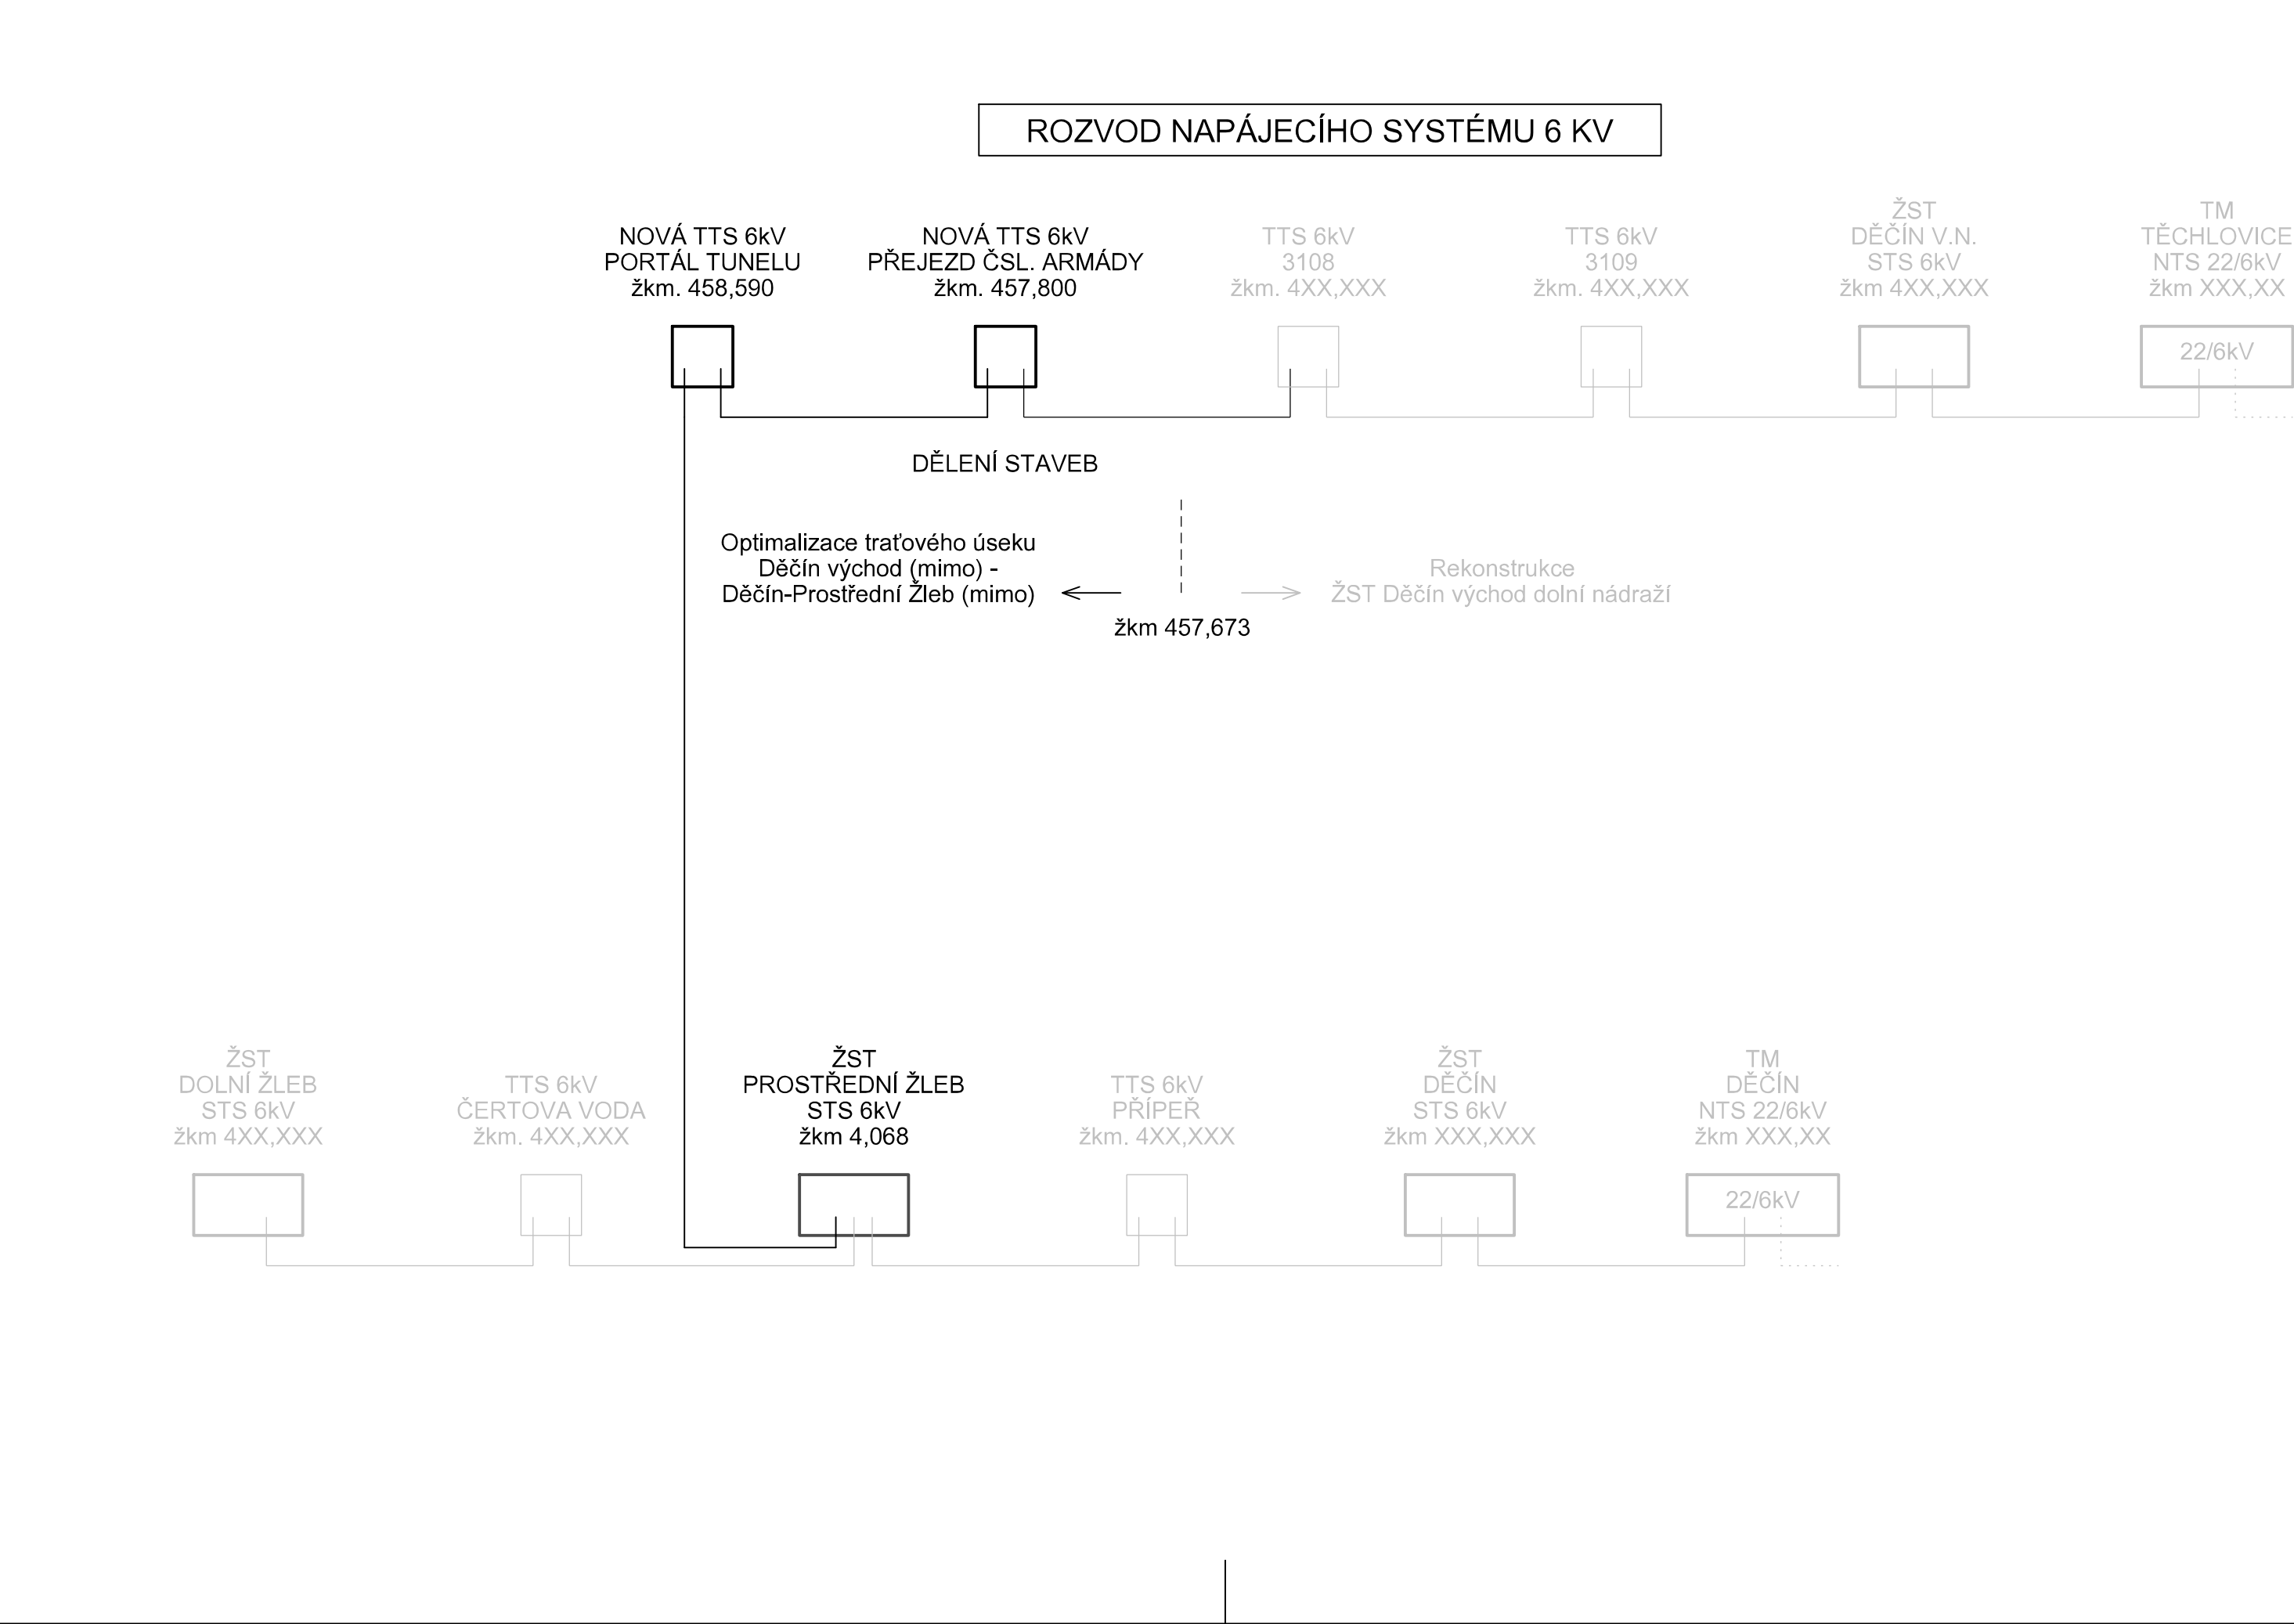 ROZVOD NAPÁJECÍHO SYSTÉMU 6 KV
NOVÁ TTS 6kV
PORTÁL TUNELU
žkm. 458,590
NOVÁ TTS 6kV
PŘEJEZD ČSL. ARMÁDY
žkm. 457,800
TTS 6kV
3108
žkm. 4XX,XXX
TTS 6kV
3109
žkm. 4XX,XXX
ŽST
DĚČÍN V.N.
STS 6kV
žkm 4XX,XXX
TM
TĚCHLOVICE
NTS 22/6kV
žkm XXX,XX
22/6kV
DĚLENÍ STAVEB
Optimalizace traťového úseku
Děčín východ (mimo) -
Děčín-Prostřední Žleb (mimo)
Rekonstrukce
ŽST Děčín východ dolní nádraží
žkm 457,673
ŽST
DOLNÍ ŽLEB
STS 6kV
žkm 4XX,XXX
TTS 6kV
ČERTOVA VODA
žkm. 4XX,XXX
ŽST
PROSTŘEDNÍ ŽLEB
STS 6kV
žkm 4,068
TTS 6kV
PŘÍPEŘ
žkm. 4XX,XXX
ŽST
DĚČÍN
STS 6kV
žkm XXX,XXX
TM
DĚČÍN
NTS 22/6kV
žkm XXX,XX
22/6kV